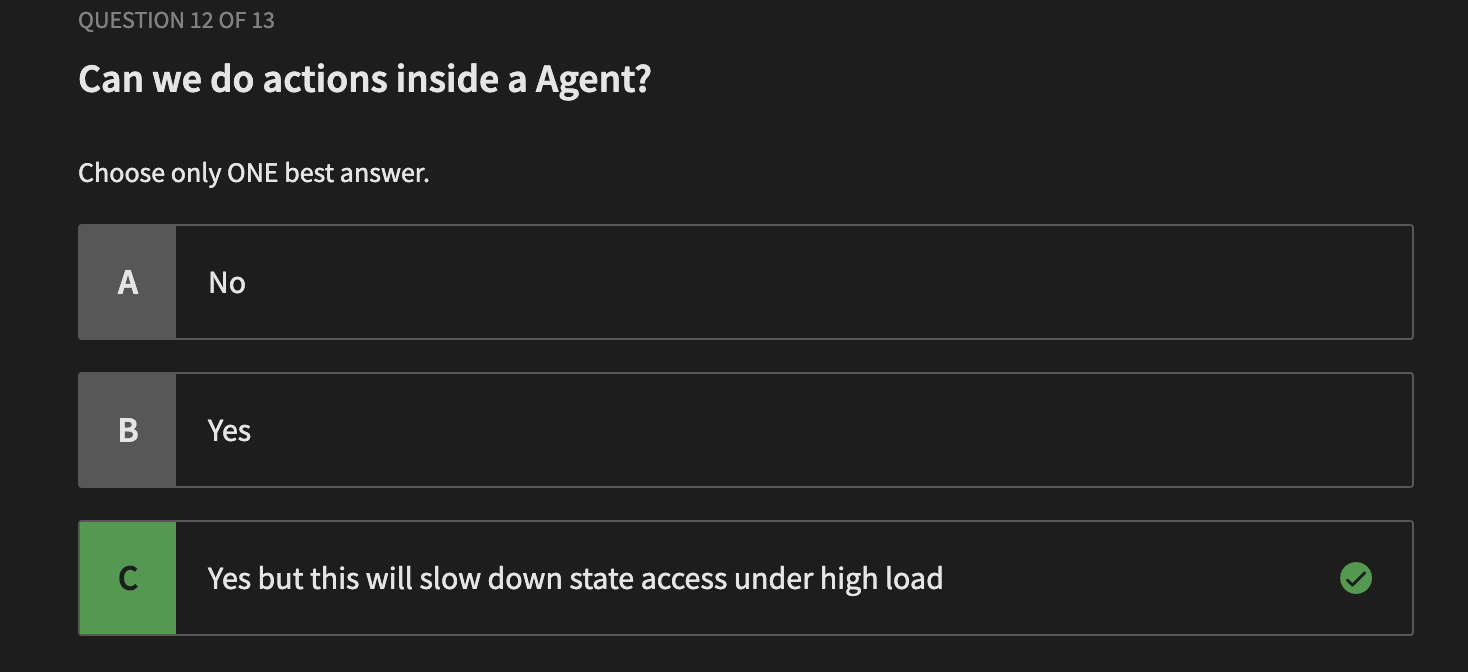 QUESTION 12 OF 13
Can we do actions inside a Agent?
Choose only ONE best answer.
A
No
B
Yes
C
Yes but this will slow down state access under high load